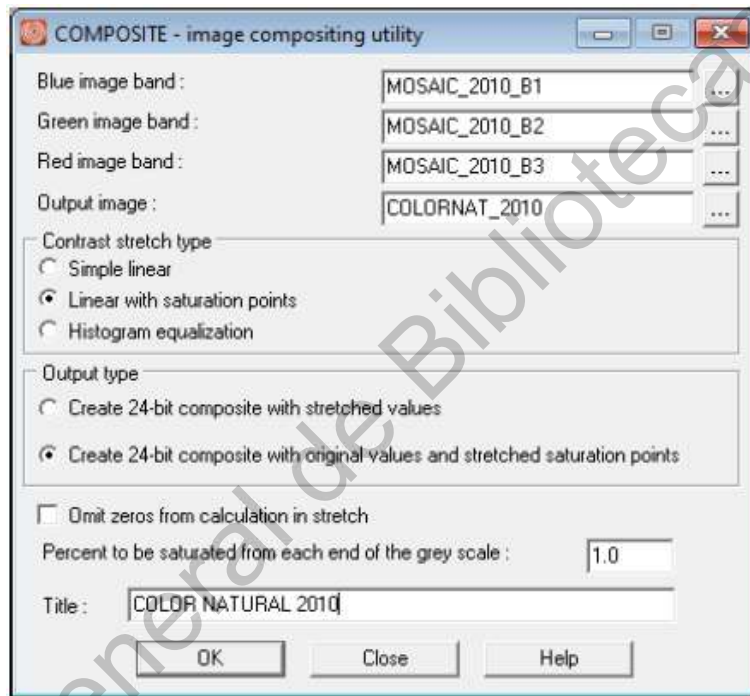 COMPOSITE - image compositing utility
Blue image band : MOSAIC_2010_B1 ...
Green image band : MOSAIC_2010_B2 ...
Red image band : MOSAIC_2010_B3 ...
Output image : COLORNAT_2010 ...
Contrast stretch type
Simple linear
Linear with saturation points
Histogram equalization
Output type
Create 24-bit composite with stretched values
Create 24-bit composite with original values and stretched saturation points
Omit zeros from calculation in stretch
Percent to be saturated from each end of the grey scale : 1.0
Title : COLOR NATURAL 2010
OK Close Help
eneral de Biblioteca